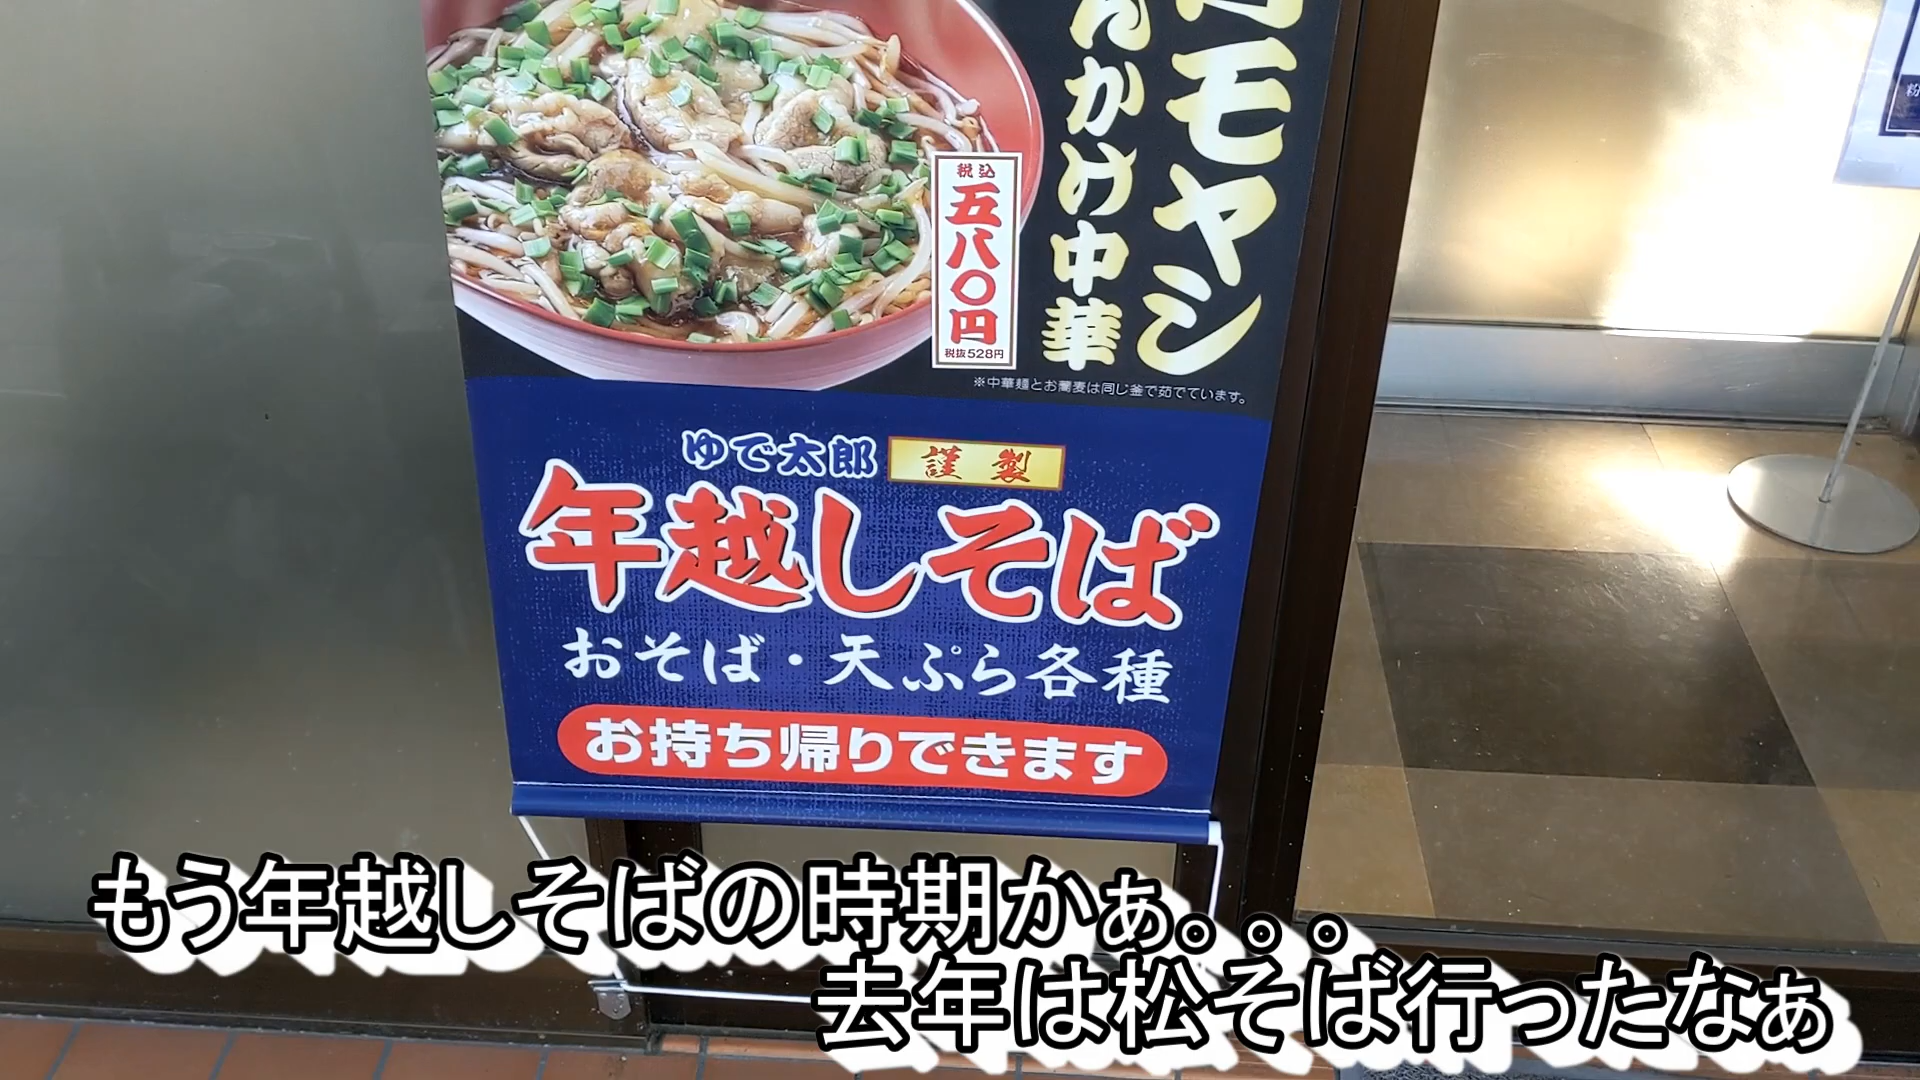 モヤシ
んかけ中華
税込
五八〇円
税抜528円
※中華麺とお蕎麦は同じ釜で茹でています。
ゆで太郎 謹製
年越しそば
おそば・天ぷら各種
お持ち帰りできます
もう年越しそばの時期かぁ。。。
去年は松そば行ったなぁ